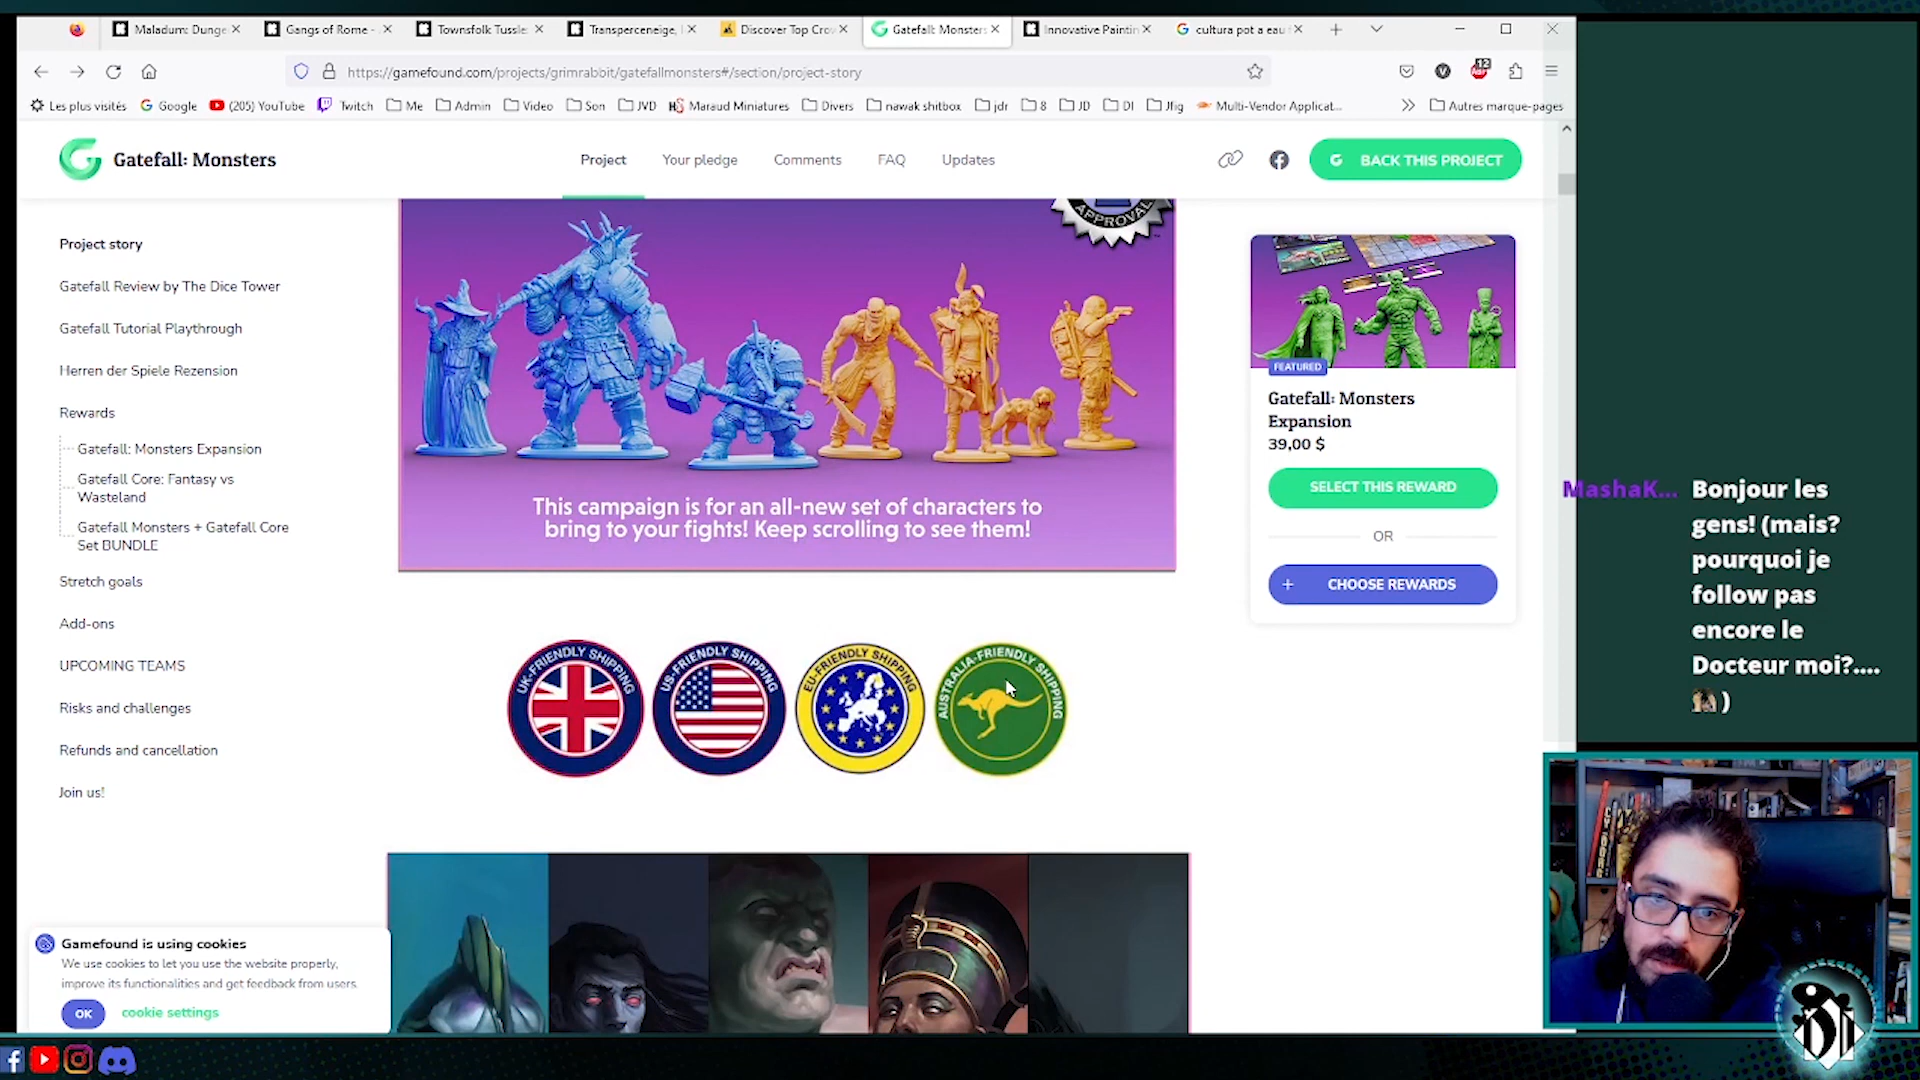 Maladum: Dunge
Gangs of Rome -
Townsfolk Tussle
Transperceneige,
Discover Top Cro
Gatefall: Monsters
Innovative Paintin
cultura pot a eau
https://gamefound.com/projects/grimrabbit/gatefallmonsters#/section/project-story
12
Les plus visités
Google
(205) YouTube
Twitch
Me
Admin
Video
Son
JVD
Maraud Miniatures
Divers
nawak shitbox
jdr
8
JD
DI
Jfig
Multi-Vendor Applicat...
Autres marque-pages
Gatefall: Monsters
Project
Your pledge
Comments
FAQ
Updates
BACK THIS PROJECT
Project story
Gatefall Review by The Dice Tower
Gatefall Tutorial Playthrough
Herren der Spiele Rezension
Rewards
Gatefall: Monsters Expansion
Gatefall Core: Fantasy vs
Wasteland
Gatefall Monsters + Gatefall Core
Set BUNDLE
Stretch goals
Add-ons
UPCOMING TEAMS
Risks and challenges
Refunds and cancellation
Join us!
APPROVAL
This campaign is for an all-new set of characters to
bring to your fights! Keep scrolling to see them!
UK-FRIENDLY SHIPPING
US-FRIENDLY SHIPPING
EU-FRIENDLY SHIPPING
AUSTRALIA-FRIENDLY SHIPPING
FEATURED
Gatefall: Monsters
Expansion
39,00 $
SELECT THIS REWARD
OR
+ CHOOSE REWARDS
Gamefound is using cookies
We use cookies to let you use the website properly,
improve its functionalities and get feedback from users.
OK
cookie settings
MashaK... Bonjour les
gens! (mais?
pourquoi je
follow pas
encore le
Docteur moi?....
)